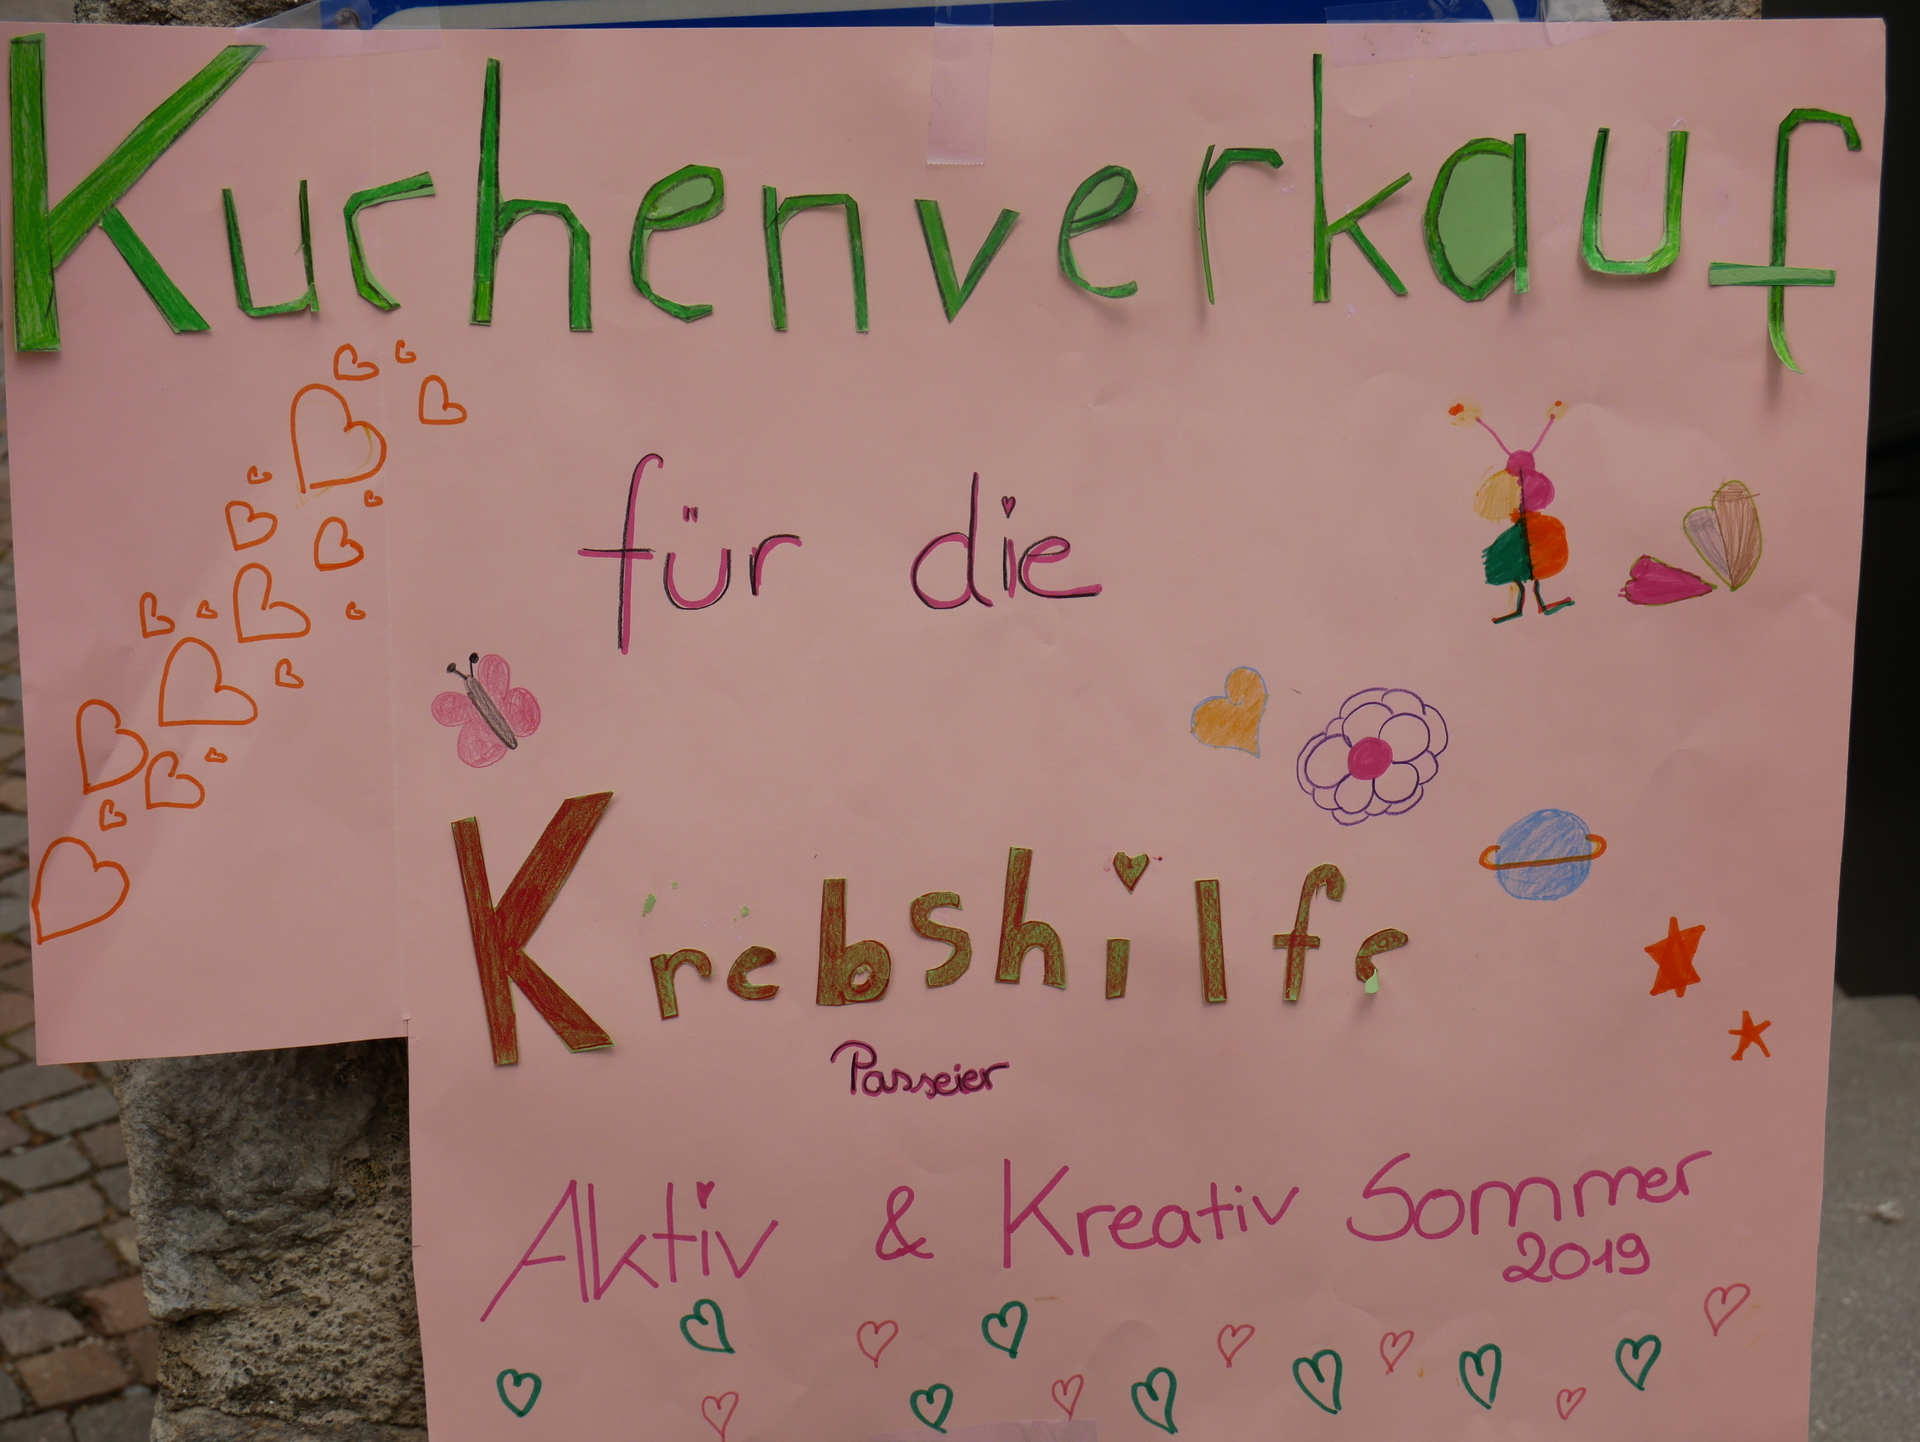 Kuchenverkauf
für die
Krebshilfe
Passeier
Aktiv & Kreativ Sommer
2019